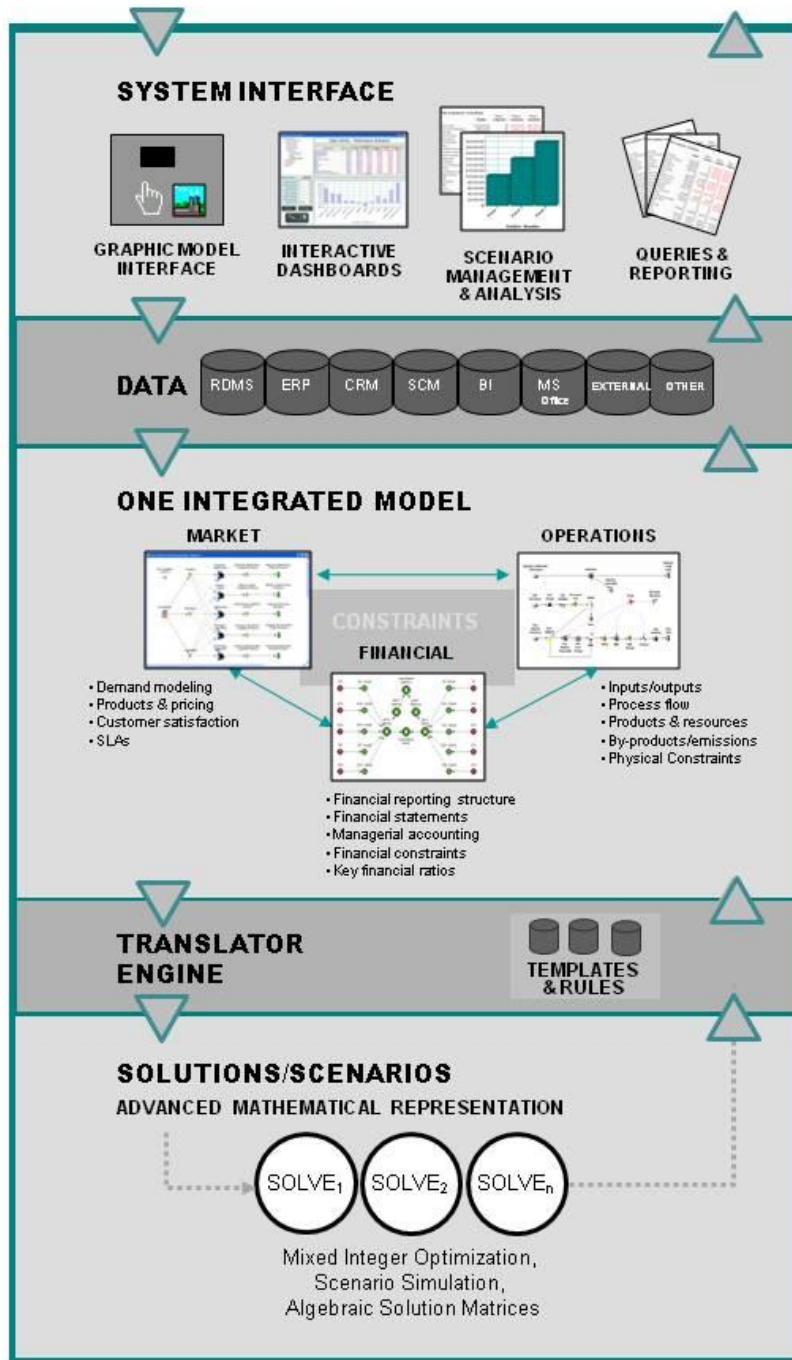 SYSTEM INTERFACE
GRAPHIC MODEL
INTERFACE
INTERACTIVE
DASHBOARDS
SCENARIO
MANAGEMENT
& ANALYSIS
QUERIES &
REPORTING
DATA
RDMS
ERP
CRM
SCM
BI
MS
Office
EXTERNAL
OTHER
ONE INTEGRATED MODEL
MARKET
OPERATIONS
CONSTRAINTS
FINANCIAL
• Demand modeling
• Products & pricing
• Customer satisfaction
• SLAs
• Inputs/outputs
• Process flow
• Products & resources
• By-products/emissions
• Physical Constraints
• Financial reporting structure
• Financial statements
• Managerial accounting
• Financial constraints
• Key financial ratios
TRANSLATOR
ENGINE
TEMPLATES
& RULES
SOLUTIONS/SCENARIOS
ADVANCED MATHEMATICAL REPRESENTATION
SOLVE1
SOLVE2
SOLVEn
Mixed Integer Optimization,
Scenario Simulation,
Algebraic Solution Matrices